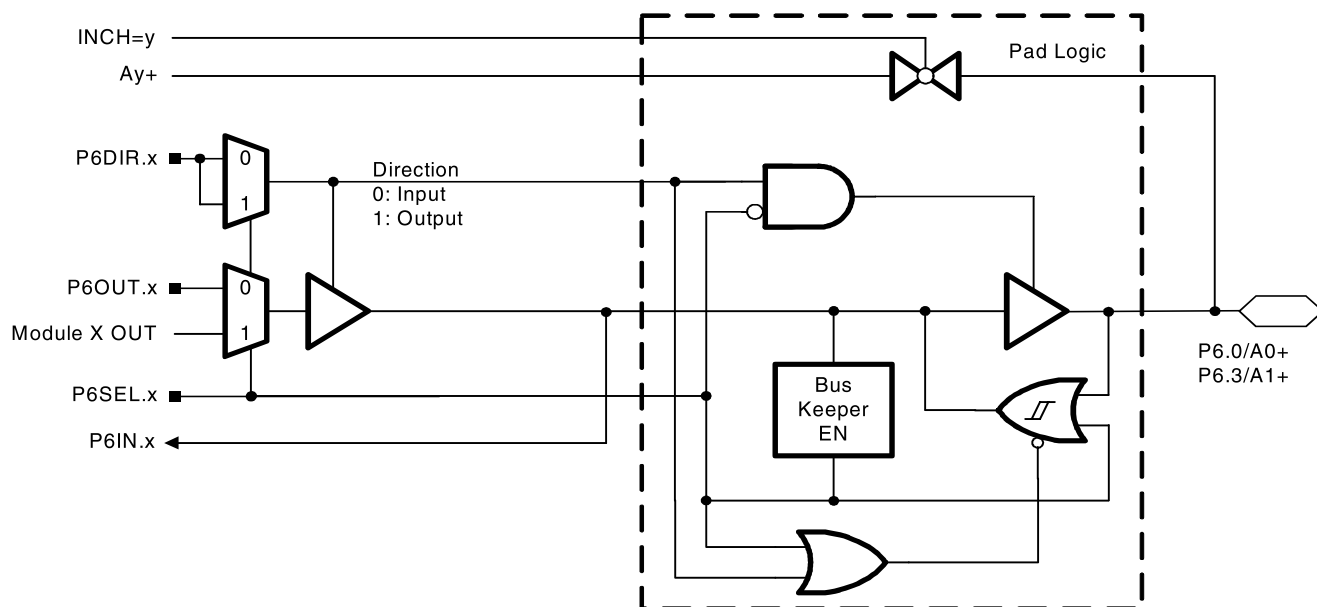 INCH=y
Pad Logic
Ay+
P6DIR.x
0
1
Direction
0: Input
1: Output
P6OUT.x
0
Module X OUT
1
P6SEL.x
P6IN.x
Bus
Keeper
EN
P6.0/A0+
P6.3/A1+